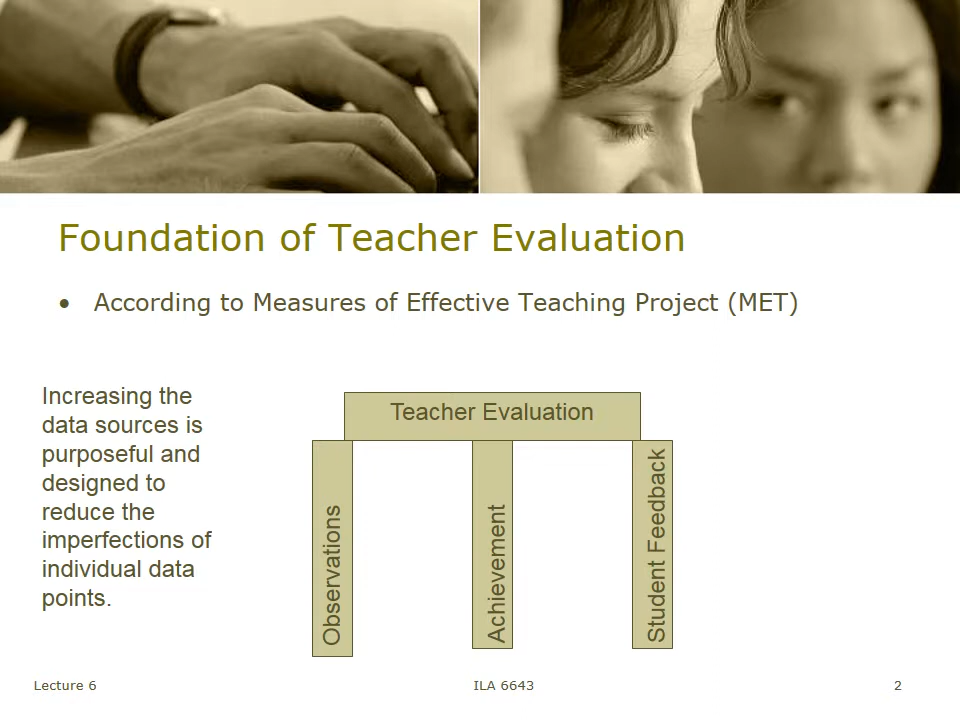 Foundation of Teacher Evaluation
• According to Measures of Effective Teaching Project (MET)
Increasing the
data sources is
purposeful and
designed to
reduce the
imperfections of
individual data
points.
Teacher Evaluation
Observations
Achievement
Student Feedback
Lecture 6
ILA 6643
2